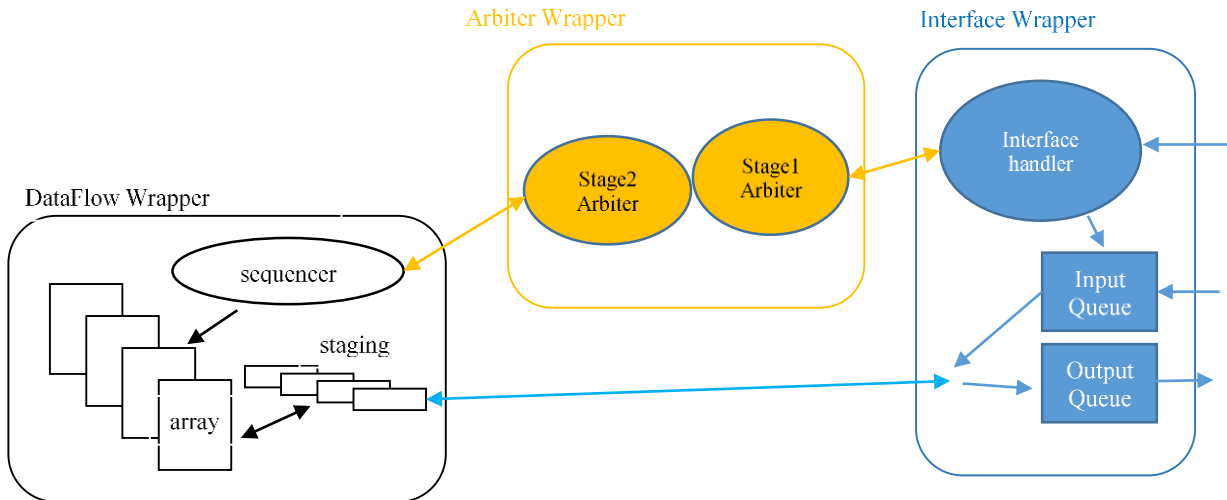 Arbiter Wrapper
Interface Wrapper
Interface
handler
Stage1
Arbiter
Stage2
Arbiter
DataFlow Wrapper
sequencer
Input
Queue
staging
Output
Queue
array